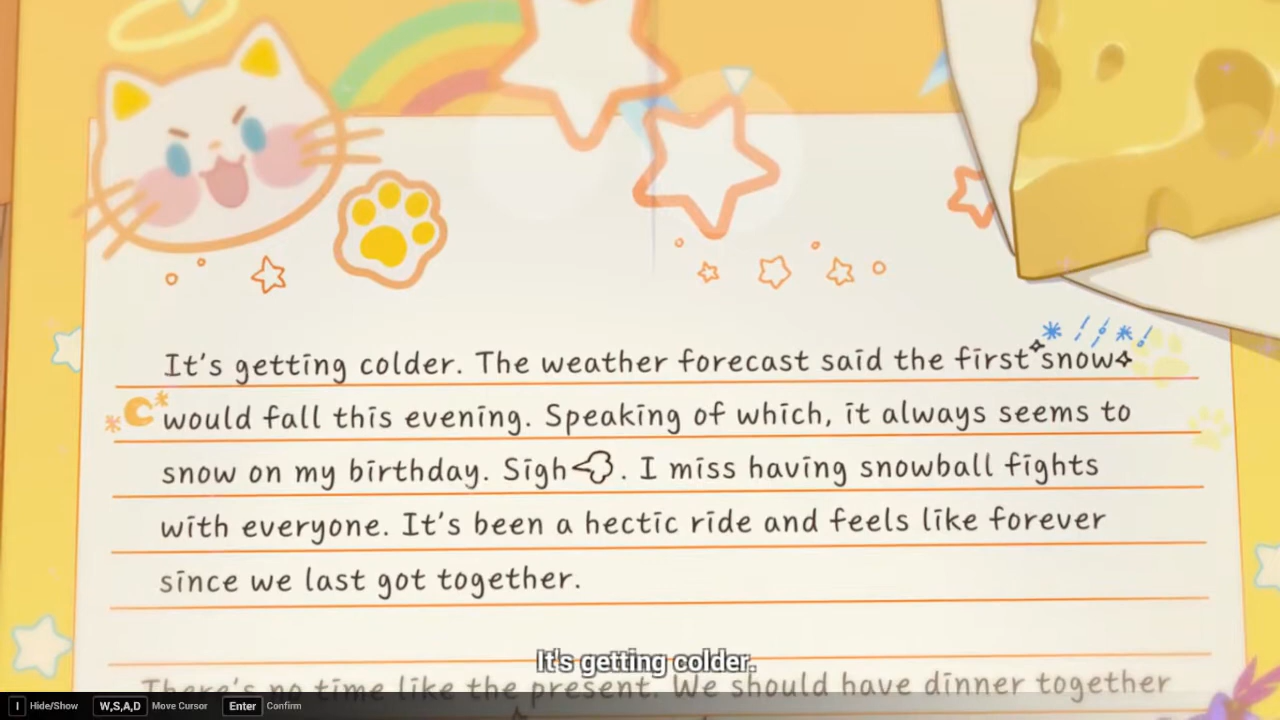 It's getting colder. The weather forecast said the first snow
would fall this evening. Speaking of which, it always seems to
snow on my birthday. Sigh. I miss having snowball fights
with everyone. It's been a hectic ride and feels like forever
since we last got together.
It's getting colder.
There's no time like the present. We should have dinner together
I Hide/Show W,S,A,D Move Cursor Enter Confirm